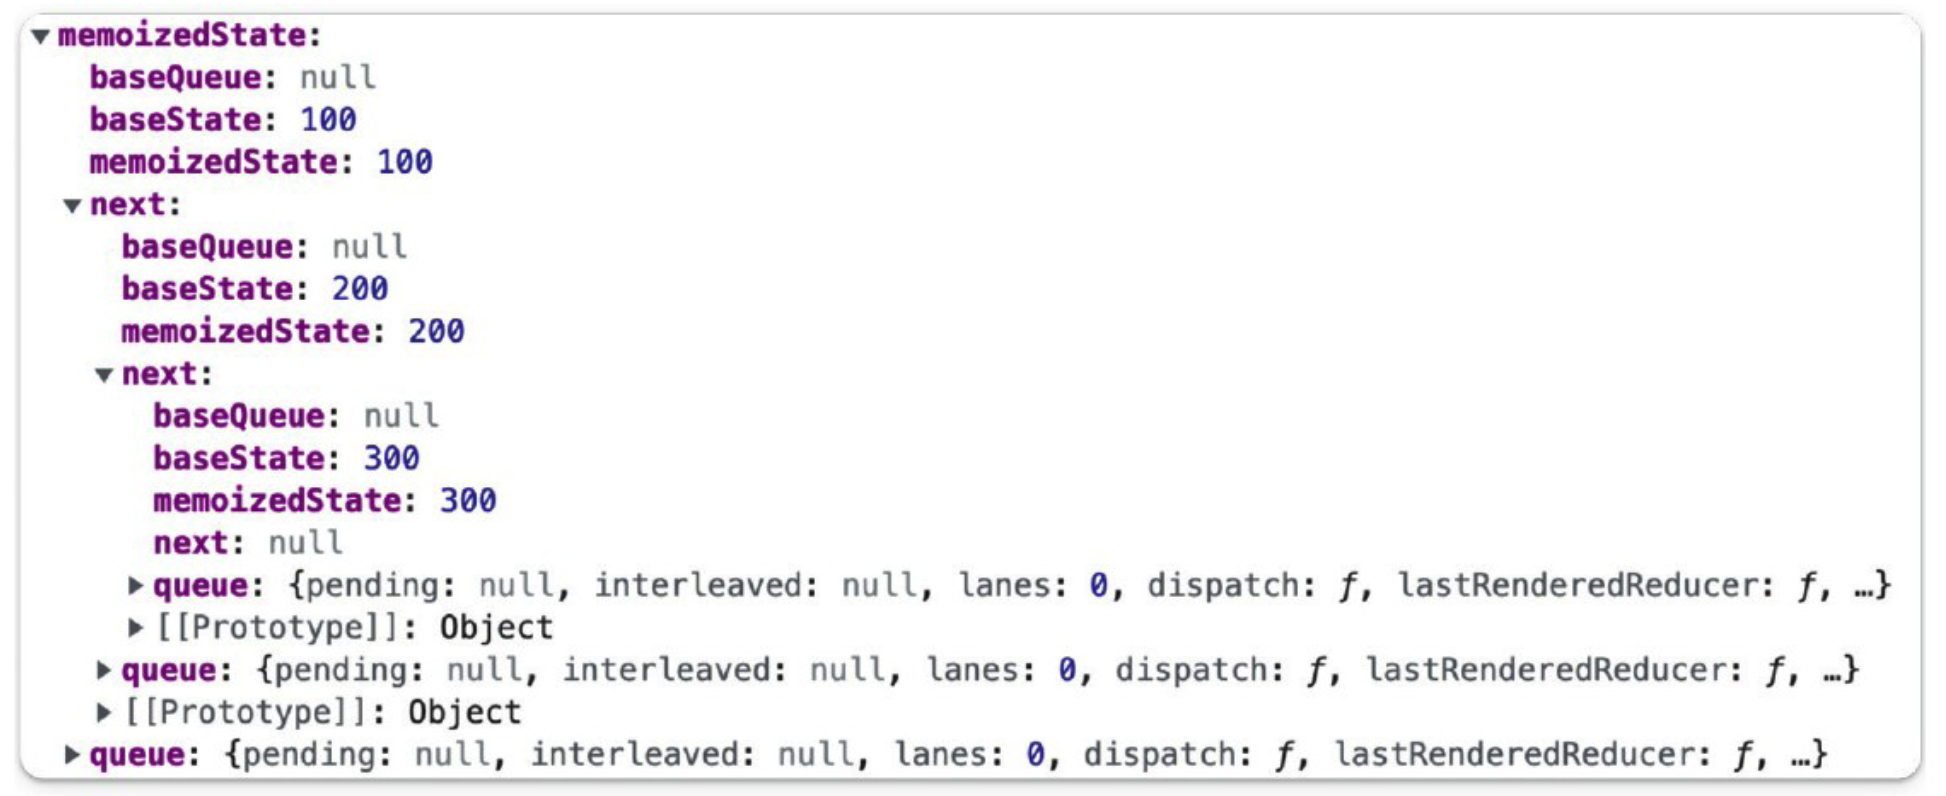 ▼ memoizedState:
baseQueue: null
baseState: 100
memoizedState: 100
▼ next:
baseQueue: null
baseState: 200
memoizedState: 200
▼ next:
baseQueue: null
baseState: 300
memoizedState: 300
next: null
▶ queue: {pending: null, interleaved: null, lanes: 0, dispatch: ƒ, lastRenderedReducer: ƒ, …}
▶ [[Prototype]]: Object
▶ queue: {pending: null, interleaved: null, lanes: 0, dispatch: ƒ, lastRenderedReducer: ƒ, …}
▶ [[Prototype]]: Object
▶ queue: {pending: null, interleaved: null, lanes: 0, dispatch: ƒ, lastRenderedReducer: ƒ, …}